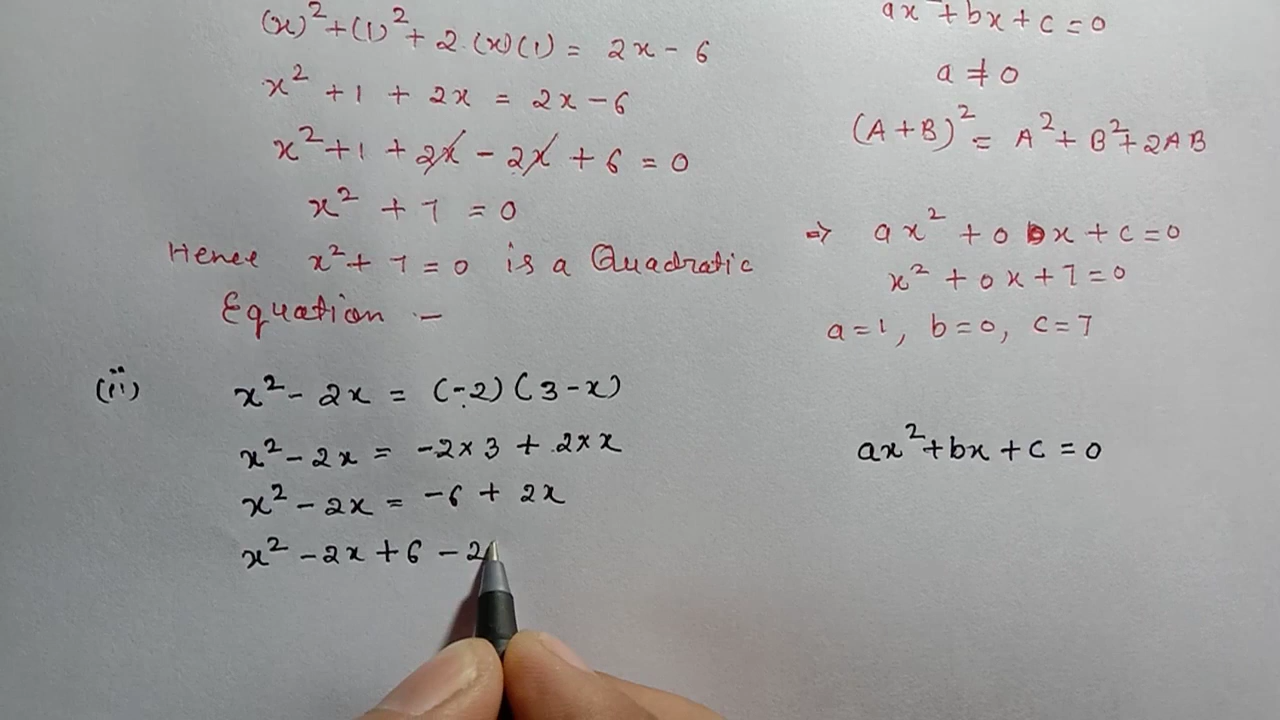 (x)² + (1)² + 2.(x)(1) = 2x - 6
x² + 1 + 2x = 2x - 6
x² + 1 + 2x - 2x + 6 = 0
x² + 7 = 0
Hence x² + 7 = 0 is a Quadratic
Equation -
ax² + bx + c = 0
a ≠ 0
(A + B)² = A² + B² + 2AB
⇒ ax² + 0 x + c = 0
x² + 0x + 7 = 0
a = 1, b = 0, c = 7
(ii) x² - 2x = (-2)(3 - x)
x² - 2x = -2 × 3 + 2 × x
x² - 2x = -6 + 2x
x² - 2x + 6 - 2
ax² + bx + c = 0